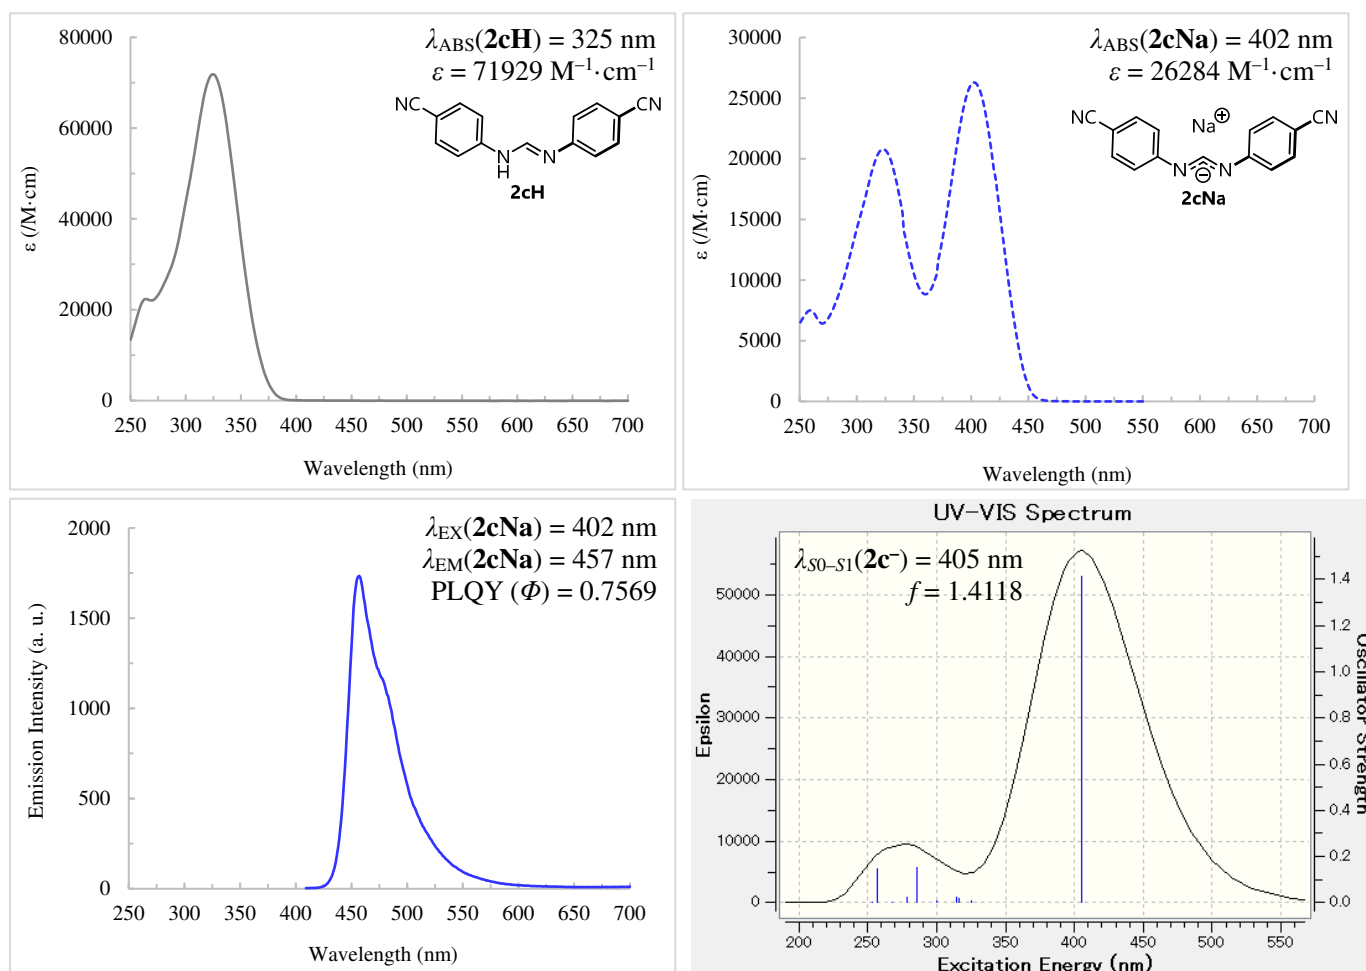 λABS(2cH) = 325 nm
ε = 71929 M⁻¹·cm⁻¹
NC
CN
N
H
N
2cH
80000
60000
40000
20000
0
ε (/M·cm)
250 300 350 400 450 500 550 600 650 700
Wavelength (nm)
λABS(2cNa) = 402 nm
ε = 26284 M⁻¹·cm⁻¹
NC
Na⊕
CN
N
N
⊖
2cNa
30000
25000
20000
15000
10000
5000
0
ε (/M·cm)
250 300 350 400 450 500 550 600 650 700
Wavelength (nm)
λEX(2cNa) = 402 nm
λEM(2cNa) = 457 nm
PLQY (Φ) = 0.7569
2000
1500
1000
500
0
Emission Intensity (a. u.)
250 300 350 400 450 500 550 600 650 700
Wavelength (nm)
UV-VIS Spectrum
λS0–S1(2c⁻) = 405 nm
f = 1.4118
50000
40000
30000
20000
10000
0
Epsilon
1.4
1.2
1.0
0.8
0.6
0.4
0.2
0.0
Oscillator Strength
200 250 300 350 400 450 500 550
Excitation Energy (nm)